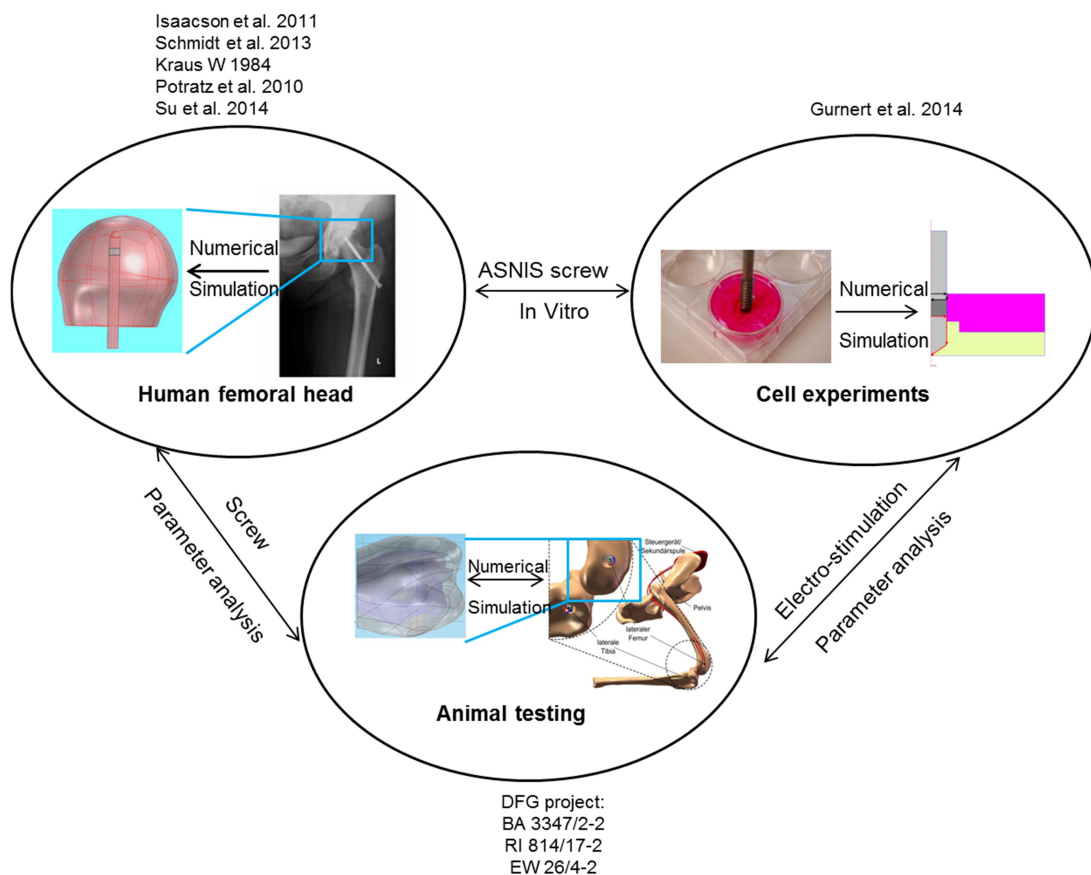 Isaacson et al. 2011
Schmidt et al. 2013
Kraus W 1984
Potratz et al. 2010
Su et al. 2014
Gurnert et al. 2014
Numerical
Simulation
L
Human femoral head
ASNIS screw
In Vitro
Numerical
Simulation
Cell experiments
Screw
Parameter analysis
Electro-stimulation
Parameter analysis
Numerical
Simulation
Steuergerät/
Sekundärspule
Pelvis
lateraler
Femur
laterale
Tibia
Animal testing
DFG project:
BA 3347/2-2
RI 814/17-2
EW 26/4-2